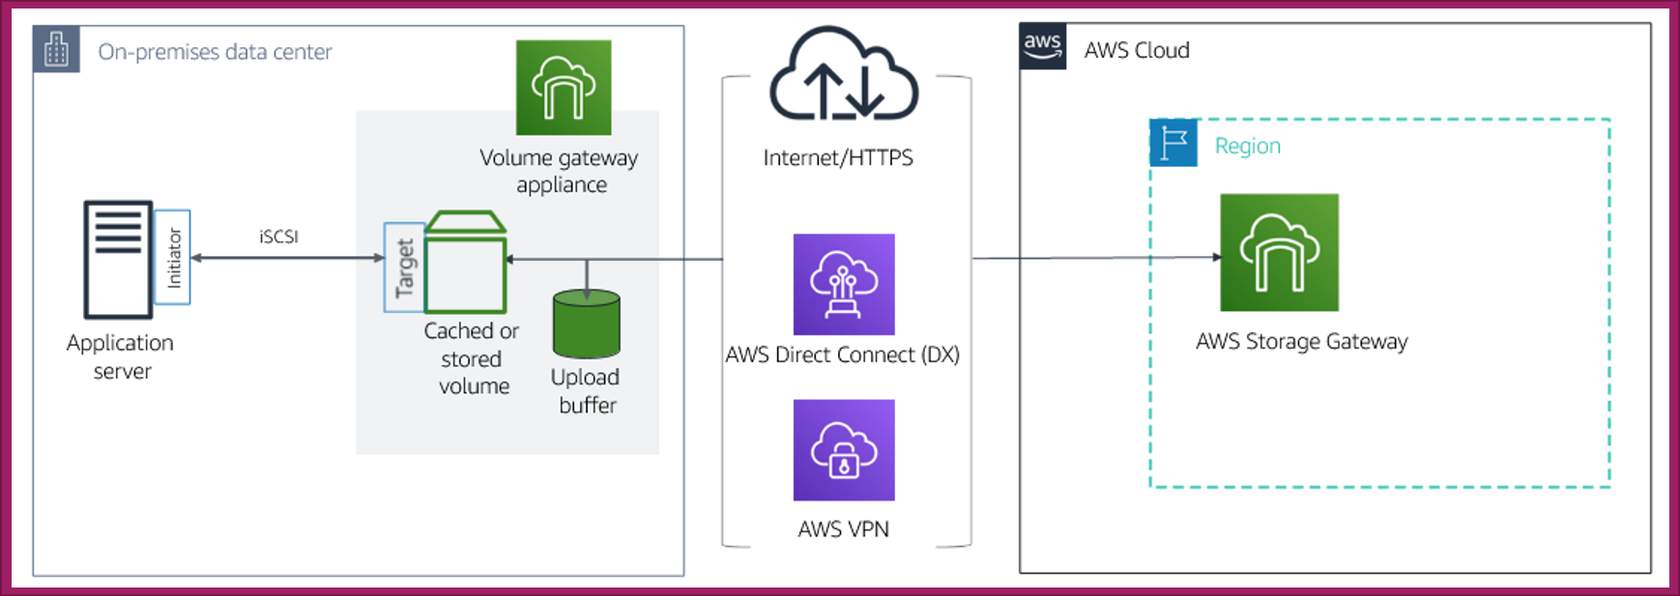 On-premises data center
Volume gateway
appliance
Initiator
iSCSI
Target
Application
server
Cached or
stored
volume
Upload
buffer
Internet/HTTPS
AWS Direct Connect (DX)
AWS VPN
aws
AWS Cloud
Region
AWS Storage Gateway